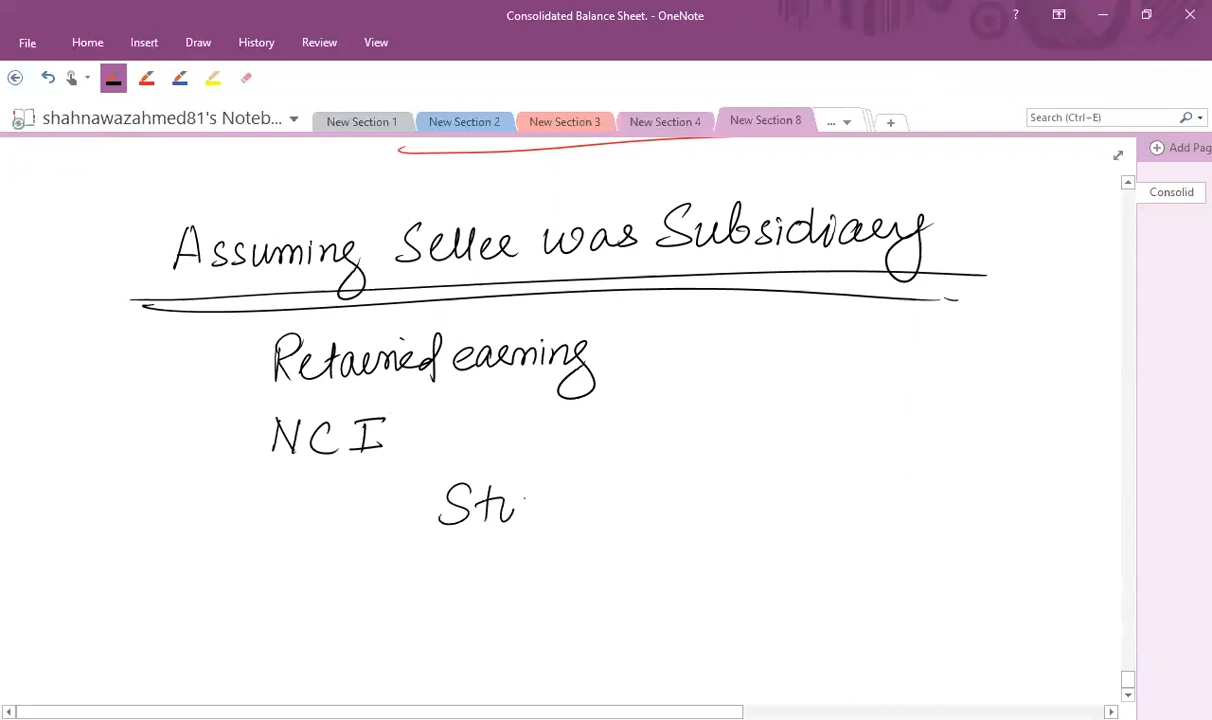 Consolidated Balance Sheet. - OneNote
?
File Home Insert Draw History Review View
shahnawazahmed81's Noteb...
New Section 1 New Section 2 New Section 3 New Section 4 New Section 8 ... +
Search (Ctrl-E)
Add Pag
Consolid
Assuming Seller was Subsidiary
Retained earning
NCI